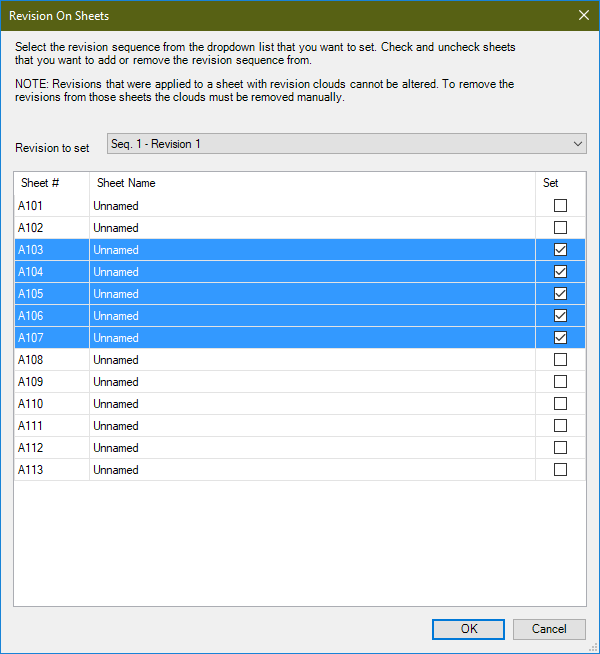 Revision On Sheets
Select the revision sequence from the dropdown list that you want to set. Check and uncheck sheets
that you want to add or remove the revision sequence from.
NOTE: Revisions that were applied to a sheet with revision clouds cannot be altered. To remove the
revisions from those sheets the clouds must be removed manually.
Revision to set Seq. 1 - Revision 1
Sheet # Sheet Name Set
A101 Unnamed
A102 Unnamed
A103 Unnamed
A104 Unnamed
A105 Unnamed
A106 Unnamed
A107 Unnamed
A108 Unnamed
A109 Unnamed
A110 Unnamed
A111 Unnamed
A112 Unnamed
A113 Unnamed
OK Cancel